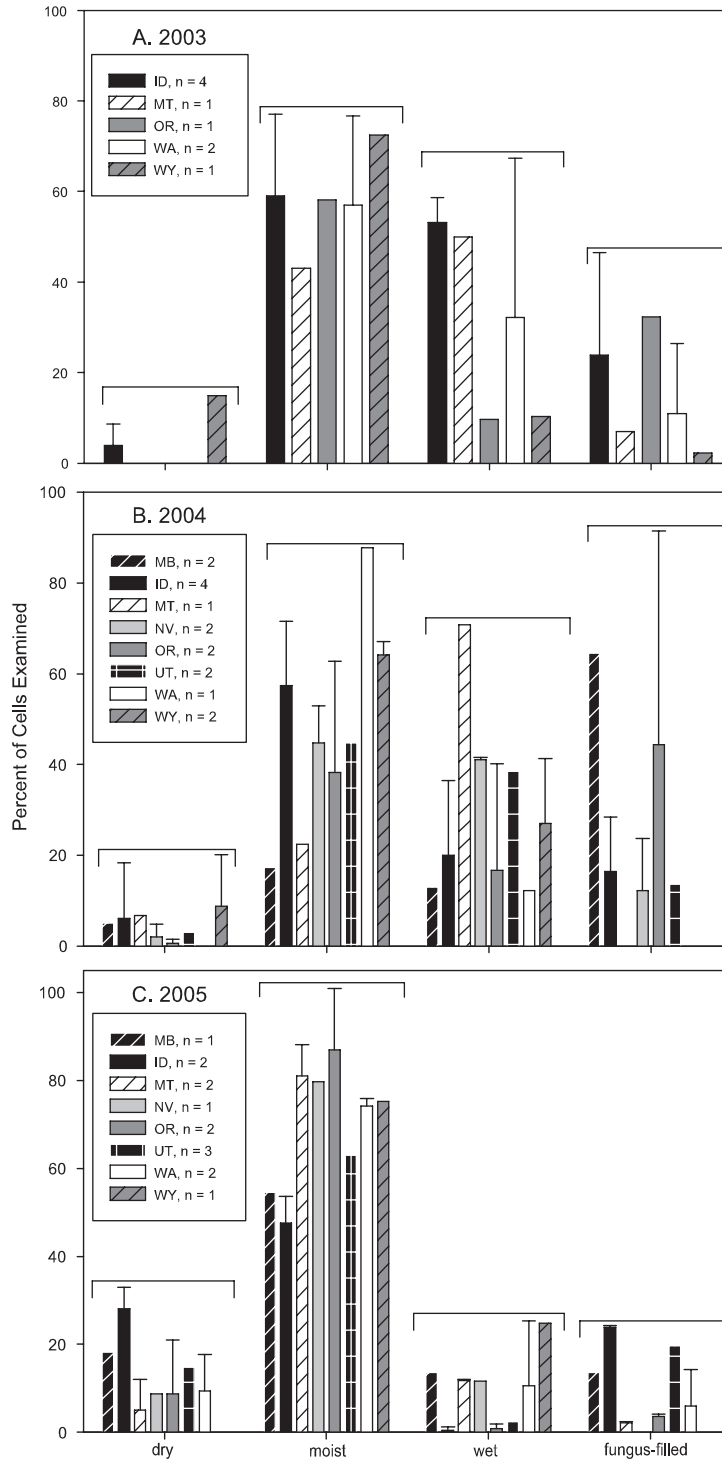 Percent of Cells Examined
A. 2003
ID, n = 4
MT, n = 1
OR, n = 1
WA, n = 2
WY, n = 1
100
80
60
40
20
0
B. 2004
MB, n = 2
ID, n = 4
MT, n = 1
NV, n = 2
OR, n = 2
UT, n = 2
WA, n = 1
WY, n = 2
100
80
60
40
20
0
C. 2005
MB, n = 1
ID, n = 2
MT, n = 2
NV, n = 1
OR, n = 2
UT, n = 3
WA, n = 2
WY, n = 1
100
80
60
40
20
0
dry moist wet fungus-filled